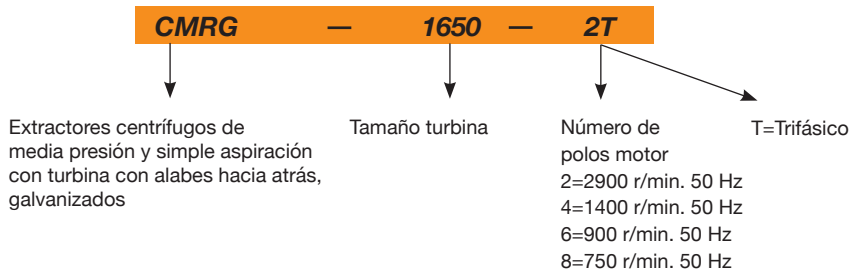 CMRG — 1650 — 2T
Extractores centrífugos de
media presión y simple aspiración
con turbina con alabes hacia atrás,
galvanizados
Tamaño turbina
Número de
polos motor
2=2900 r/min. 50 Hz
4=1400 r/min. 50 Hz
6=900 r/min. 50 Hz
8=750 r/min. 50 Hz
T=Trifásico